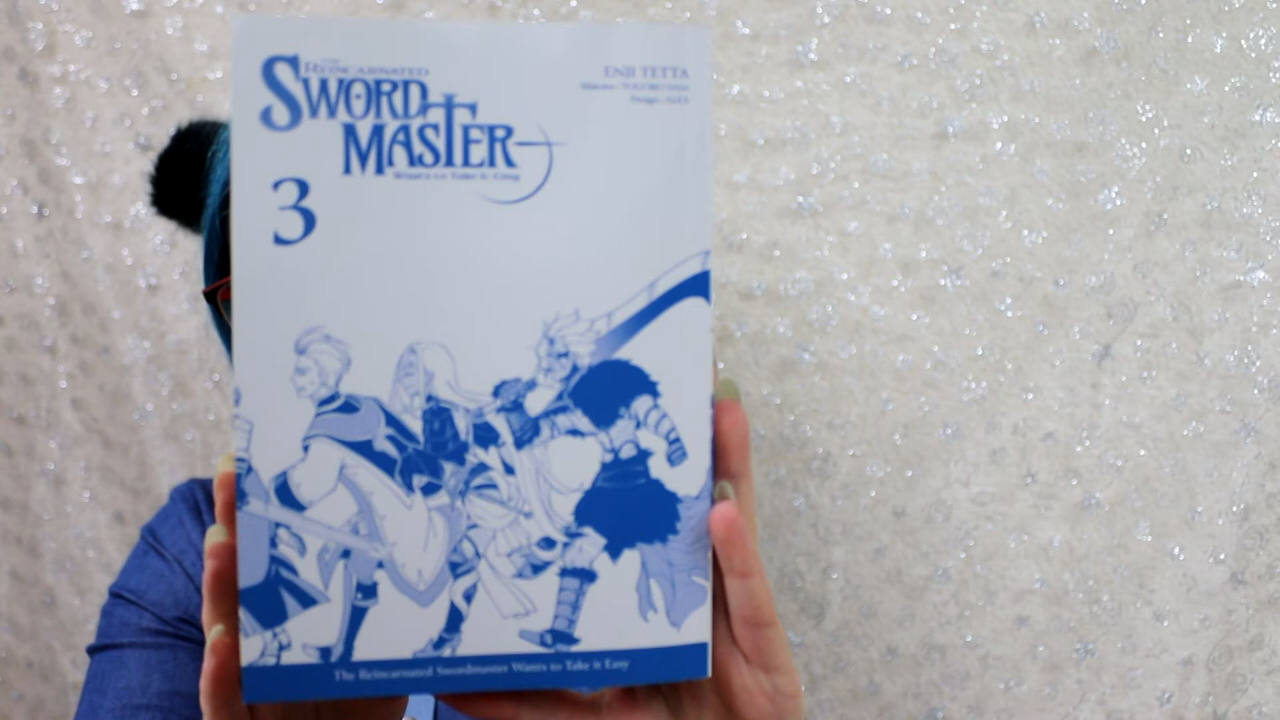 THE
REINCARNATED
SWORD
MASTER
Wants to Take It Easy
3
ENJI TETTA
Design : ALEX
The Reincarnated Swordmaster Wants to Take it Easy